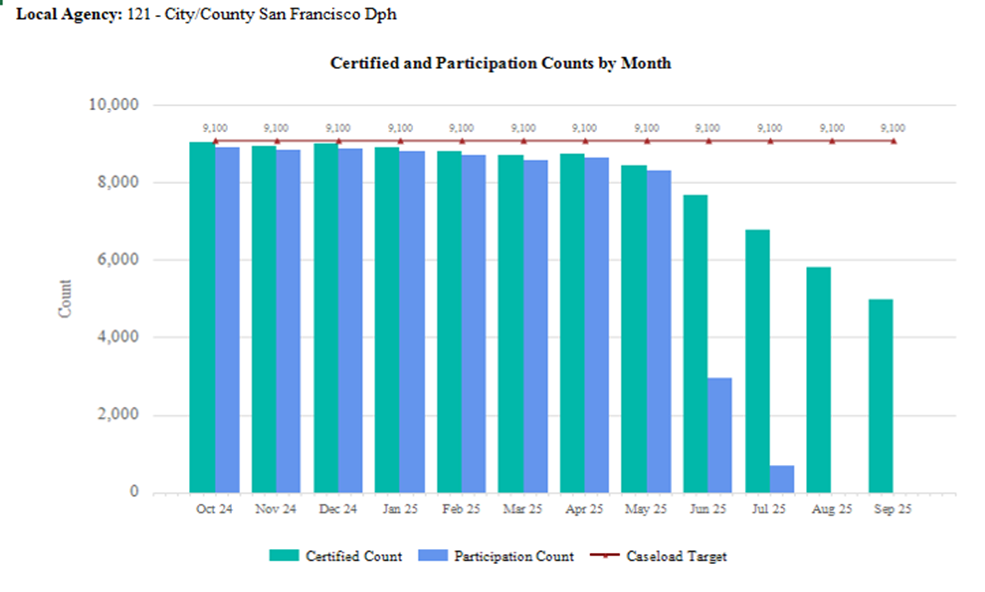 Local Agency: 121 - City/County San Francisco Dph
Certified and Participation Counts by Month
10,000
9,100 9,100 9,100 9,100 9,100 9,100 9,100 9,100 9,100 9,100 9,100 9,100
8,000
6,000
Count
4,000
2,000
0
Oct 24 Nov 24 Dec 24 Jan 25 Feb 25 Mar 25 Apr 25 May 25 Jun 25 Jul 25 Aug 25 Sep 25
Certified Count Participation Count Caseload Target